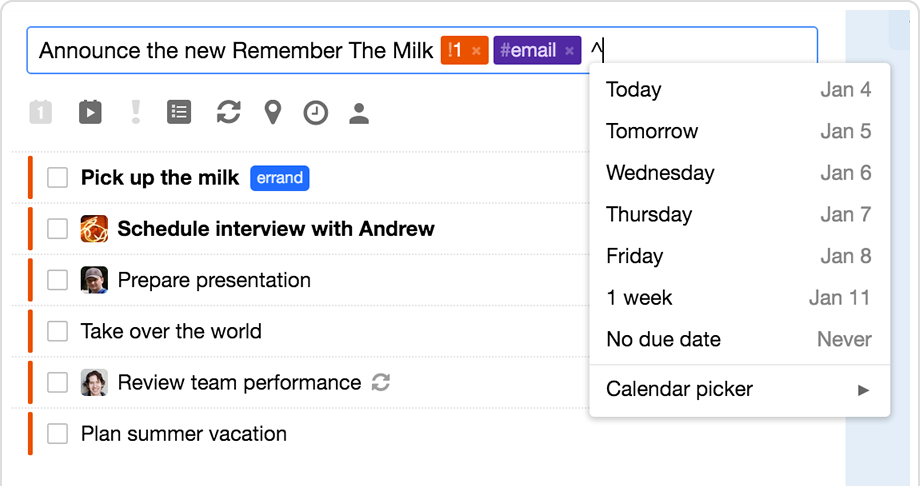 Announce the new Remember The Milk !1 × #email × ^
1
Today Jan 4
Tomorrow Jan 5
Wednesday Jan 6
Thursday Jan 7
Friday Jan 8
1 week Jan 11
No due date Never
Calendar picker ▸
Pick up the milk errand
Schedule interview with Andrew
Prepare presentation
Take over the world
Review team performance
Plan summer vacation